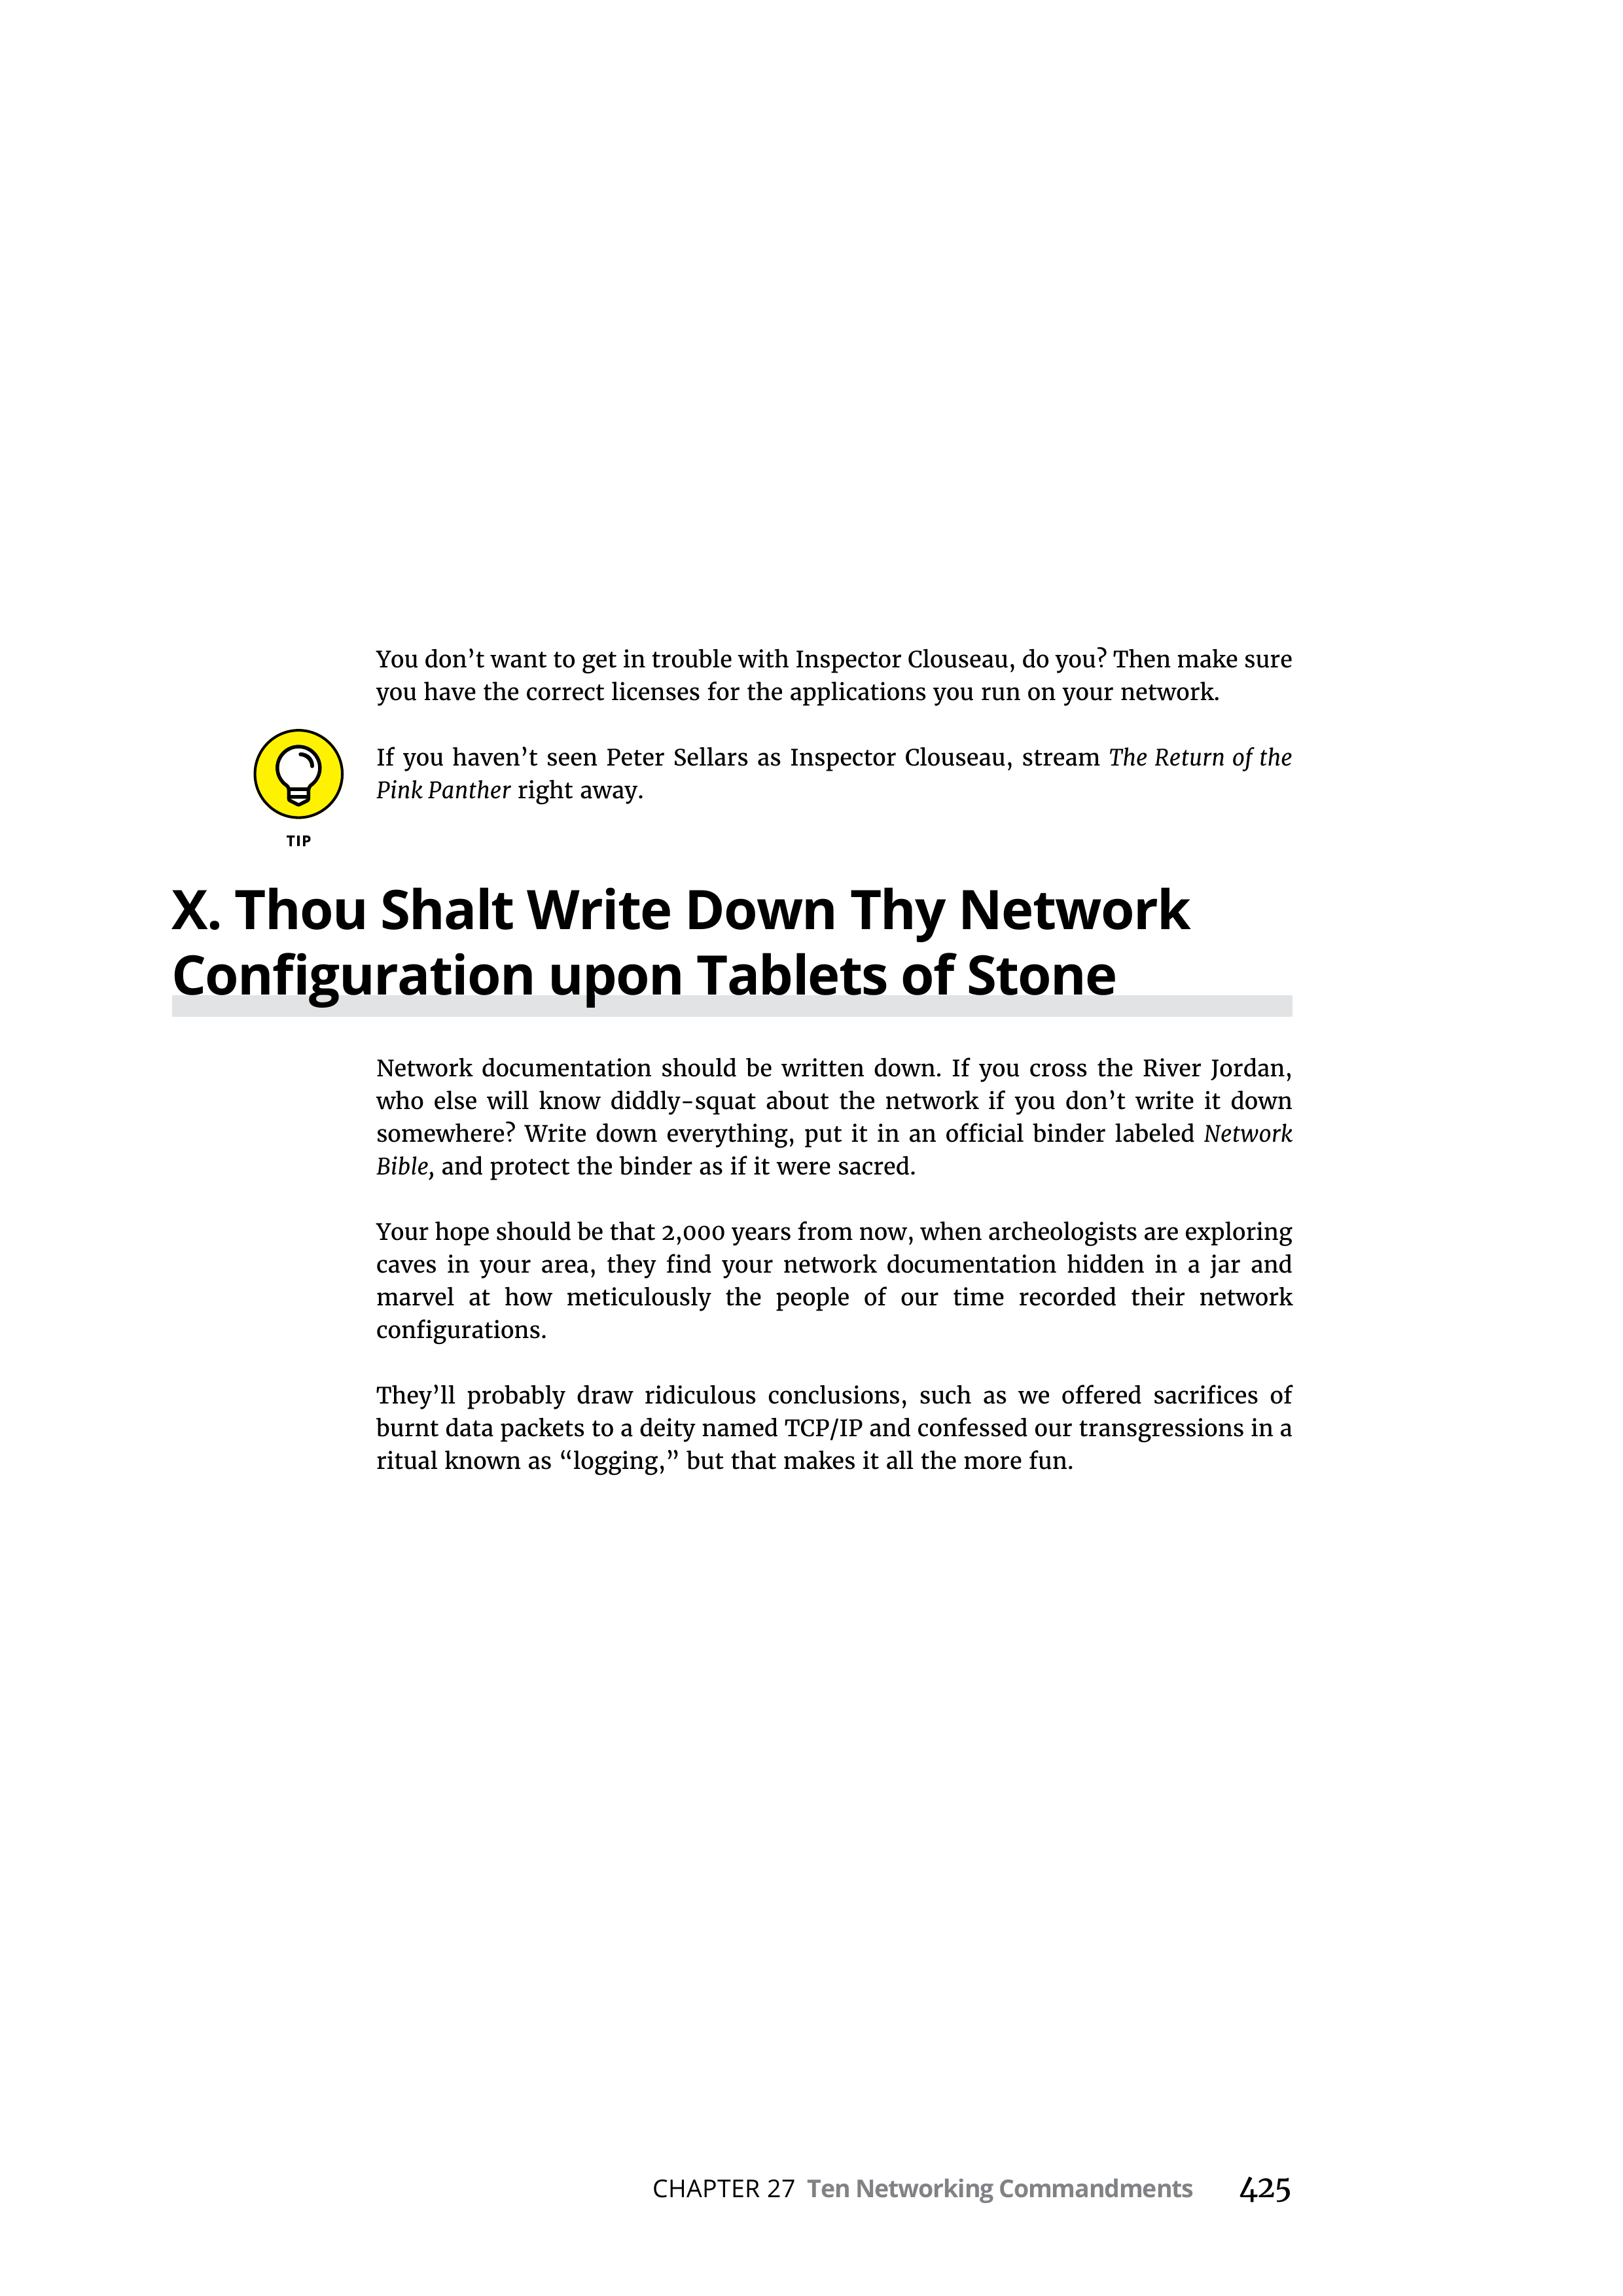 You don’t want to get in trouble with Inspector Clouseau, do you? Then make sure
you have the correct licenses for the applications you run on your network.
If you haven’t seen Peter Sellars as Inspector Clouseau, stream The Return of the
Pink Panther right away.
TIP
X. Thou Shalt Write Down Thy Network
Configuration upon Tablets of Stone
Network documentation should be written down. If you cross the River Jordan,
who else will know diddly-squat about the network if you don’t write it down
somewhere? Write down everything, put it in an official binder labeled Network
Bible, and protect the binder as if it were sacred.
Your hope should be that 2,000 years from now, when archeologists are exploring
caves in your area, they find your network documentation hidden in a jar and
marvel at how meticulously the people of our time recorded their network
configurations.
They’ll probably draw ridiculous conclusions, such as we offered sacrifices of
burnt data packets to a deity named TCP/IP and confessed our transgressions in a
ritual known as “logging,” but that makes it all the more fun.
CHAPTER 27 Ten Networking Commandments 425